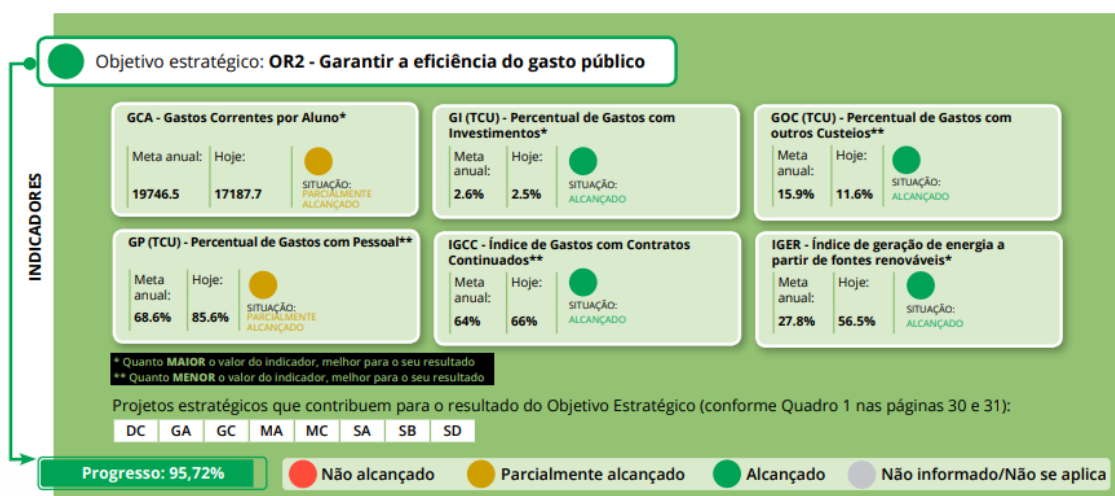 Objetivo estratégico: OR2 - Garantir a eficiência do gasto público
INDICADORES
GCA - Gastos Correntes por Aluno*
Meta anual:
19746.5
Hoje:
17187.7
SITUAÇÃO:
PARCIALMENTE
ALCANÇADO
GI (TCU) - Percentual de Gastos com
Investimentos*
Meta
anual:
2.6%
Hoje:
2.5%
SITUAÇÃO:
ALCANÇADO
GOC (TCU) - Percentual de Gastos com
outros Custeios**
Meta
anual:
15.9%
Hoje:
11.6%
SITUAÇÃO:
ALCANÇADO
GP (TCU) - Percentual de Gastos com Pessoal**
Meta
anual:
68.6%
Hoje:
85.6%
SITUAÇÃO:
PARCIALMENTE
ALCANÇADO
IGCC - Índice de Gastos com Contratos
Continuados**
Meta
anual:
64%
Hoje:
66%
SITUAÇÃO:
ALCANÇADO
IGER - Índice de geração de energia a
partir de fontes renováveis*
Meta
anual:
27.8%
Hoje:
56.5%
SITUAÇÃO:
ALCANÇADO
* Quanto MAIOR o valor do indicador, melhor para o seu resultado
** Quanto MENOR o valor do indicador, melhor para o seu resultado
Projetos estratégicos que contribuem para o resultado do Objetivo Estratégico (conforme Quadro 1 nas páginas 30 e 31):
DC GA GC MA MC SA SB SD
Progresso: 95,72%
Não alcançado
Parcialmente alcançado
Alcançado
Não informado/Não se aplica